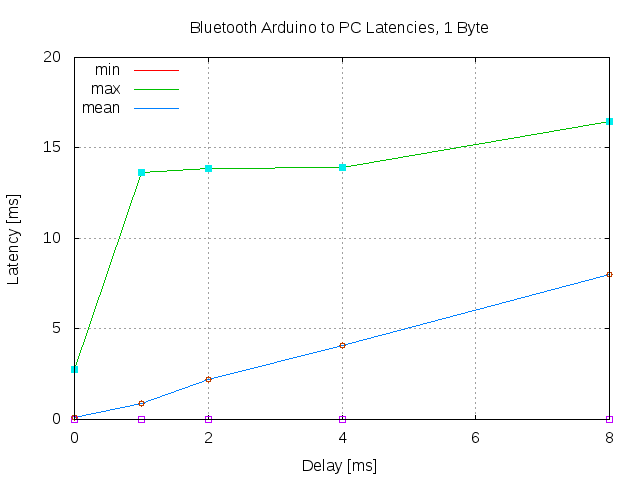 Bluetooth Arduino to PC Latencies, 1 Byte
20
15
10
5
0
min
max
mean
Latency [ms]
0 2 4 6 8
Delay [ms]